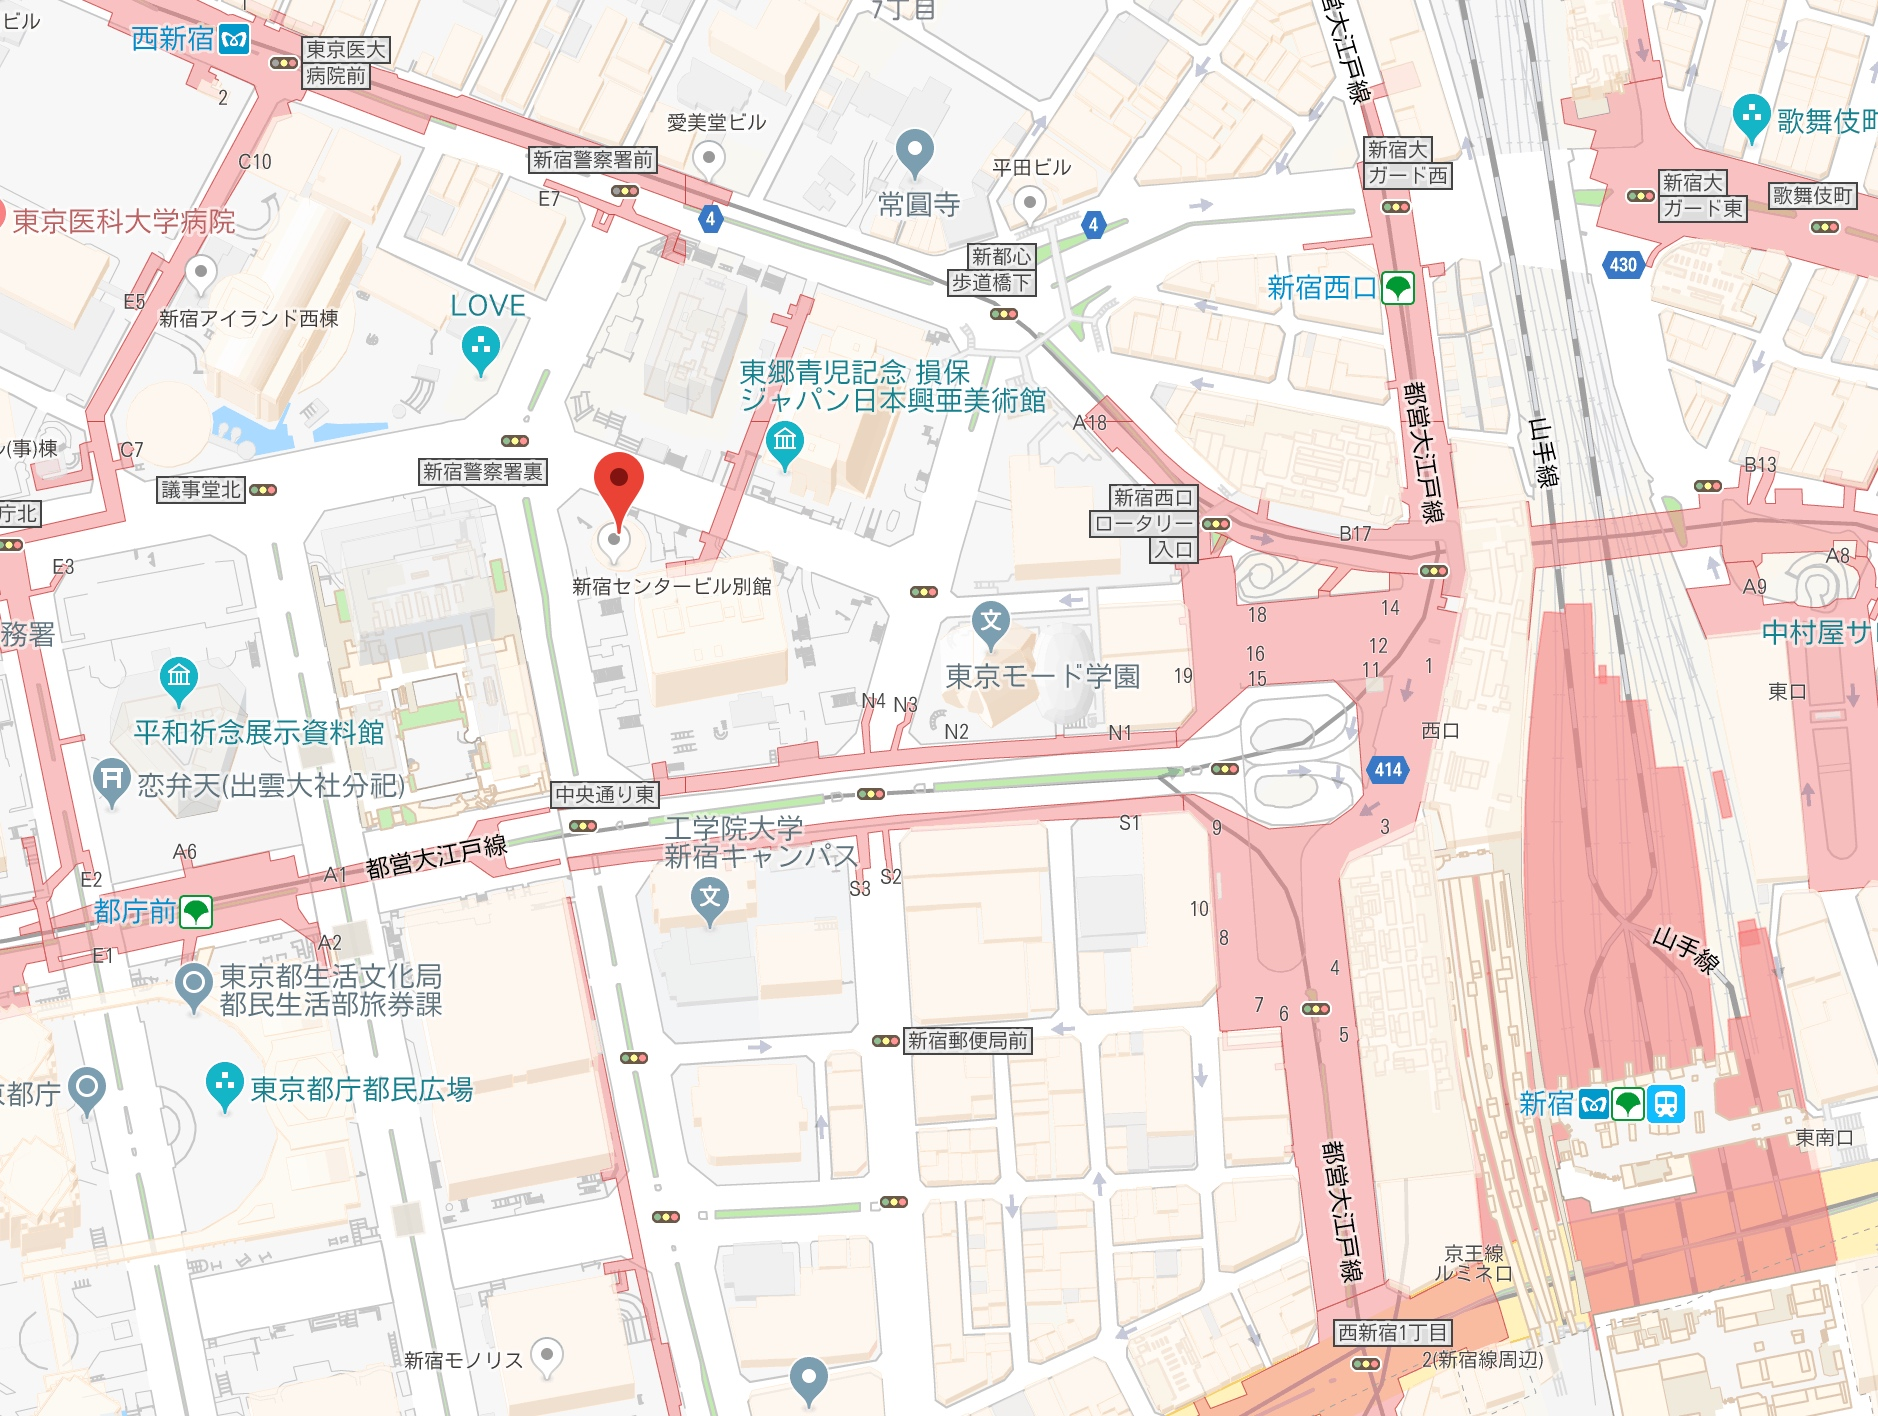 ビル
7丁目
西新宿
東京医大
病院前
2
愛美堂ビル
新宿警察署前
C10
E7
4
常圓寺
平田ビル
4
都営大江戸線
新宿大
ガード西
歌舞伎町
新宿大
ガード東
歌舞伎町
東京医科大学病院
新都心
歩道橋下
430
新宿西口
E5
新宿アイランド西棟
LOVE
東郷青児記念 損保
ジャパン日本興亜美術館
A18
都営大江戸線
山手線
(事)棟
C7
議事堂北
新宿警察署裏
庁北
新宿西口
ロータリー
入口
B17
B13
E3
新宿センタービル別館
A8
A9
務署
18
14
12
16
11
15
1
中村屋サ
東京モード学園
19
東口
平和祈念展示資料館
N4
N3
N2
N1
西口
恋弁天(出雲大社分祀)
414
中央通り東
工学院大学
新宿キャンパス
S1
9
3
都営大江戸線
A6
A1
E2
S3
S2
都庁前
10
8
A2
E1
山手線
東京都生活文化局
都民生活部旅券課
4
7
6
5
新宿郵便局前
京都庁
東京都庁都民広場
新宿
東南口
都営大江戸線
京王線
ルミネ口
西新宿1丁目
新宿モノリス
2(新宿線周辺)